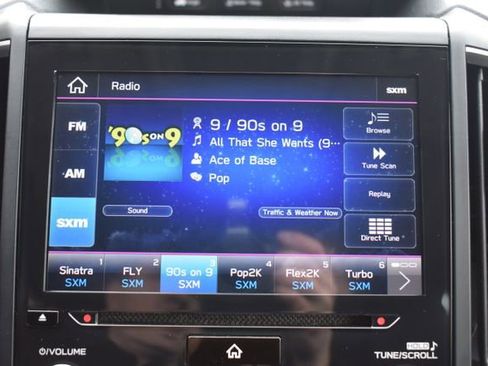 Radio
sxm
FM
AM
sxm
'90s ON 9
9 / 90s on 9
All That She Wants (9...
Ace of Base
Pop
Sound
Traffic & Weather Now
Browse
Tune Scan
Replay
Direct Tune
1
Sinatra
SXM
2
FLY
SXM
3
90s on 9
SXM
4
Pop2K
SXM
5
Flex2K
SXM
6
Turbo
SXM
/VOLUME
HOLD
TUNE/SCROLL